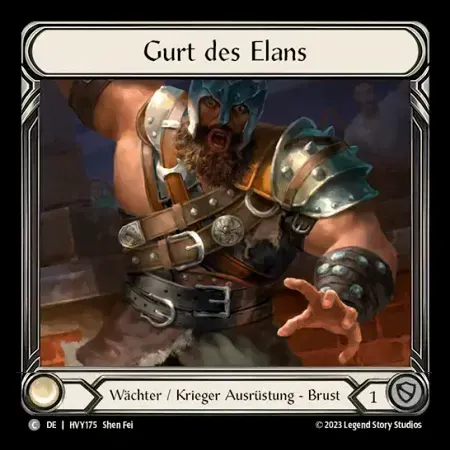 Gurt des Elans
Wächter / Krieger Ausrüstung - Brust 1
C DE | HVY175 Shen Fei © 2023 Legend Story Studios